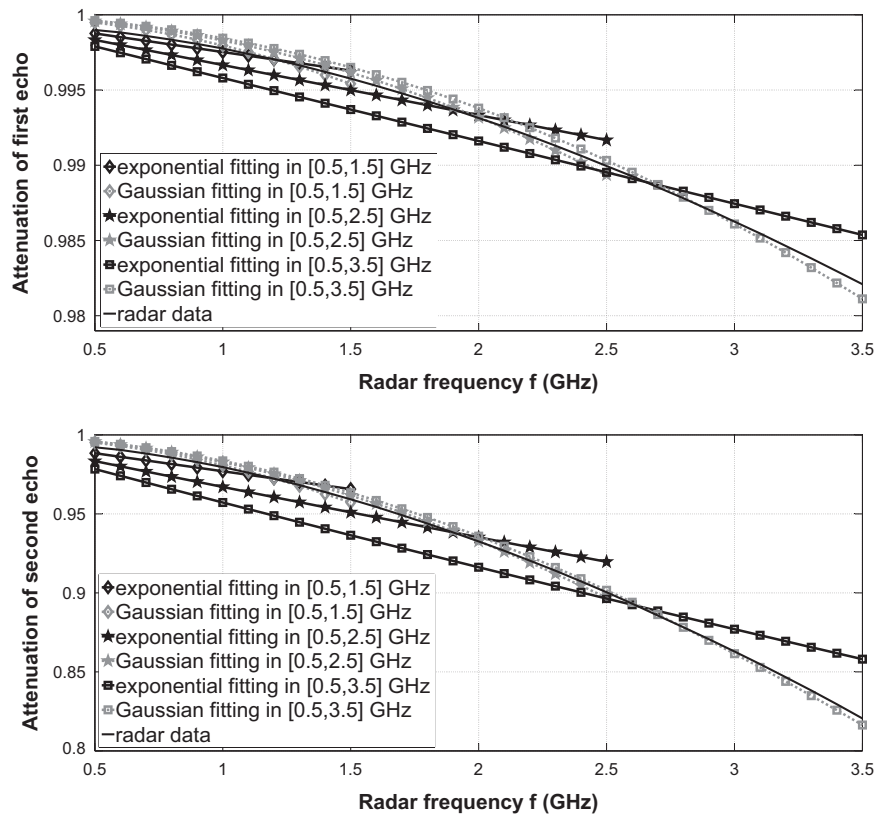 1
0.995
0.99
0.985
0.98
Attenuation of first echo
exponential fitting in [0.5,1.5] GHz
Gaussian fitting in [0.5,1.5] GHz
exponential fitting in [0.5,2.5] GHz
Gaussian fitting in [0.5,2.5] GHz
exponential fitting in [0.5,3.5] GHz
Gaussian fitting in [0.5,3.5] GHz
radar data
0.5 1 1.5 2 2.5 3 3.5
Radar frequency f (GHz)
1
0.95
0.9
0.85
0.8
Attenuation of second echo
exponential fitting in [0.5,1.5] GHz
Gaussian fitting in [0.5,1.5] GHz
exponential fitting in [0.5,2.5] GHz
Gaussian fitting in [0.5,2.5] GHz
exponential fitting in [0.5,3.5] GHz
Gaussian fitting in [0.5,3.5] GHz
radar data
0.5 1 1.5 2 2.5 3 3.5
Radar frequency f (GHz)